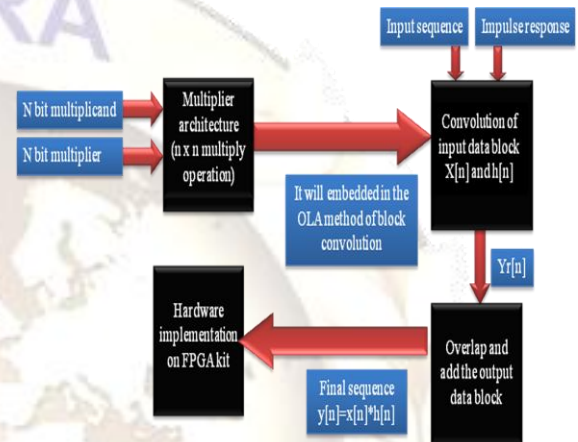 RA
Input sequence
Impulse response
N bit multiplicand
N bit multiplier
Multiplier
architecture
(n x n multiply
operation)
Convolution of
input data block
X[n] and h[n]
It will embedded in the
OLA method of block
convolution
Yr[n]
Hardware
implementation
on FPGA kit
Overlap and
add the output
data block
Final sequence
y[n]=x[n]*h[n]